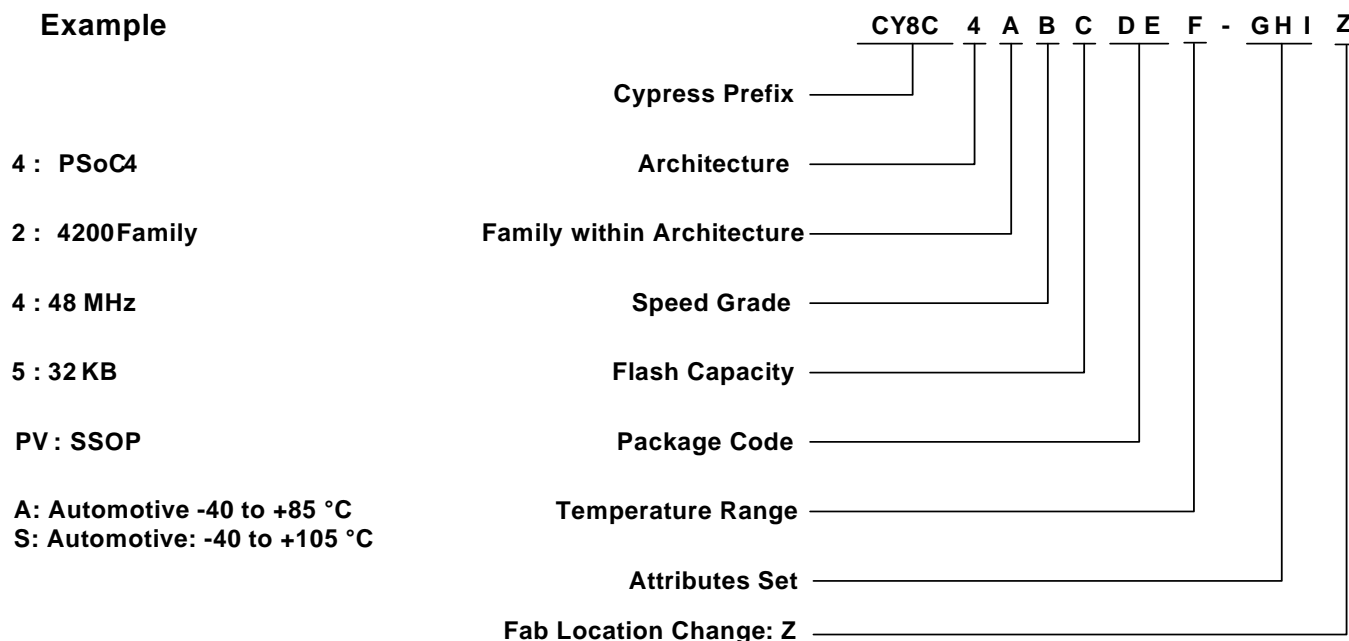 Example CY8C 4 A B C D E F - G H I Z
Cypress Prefix
4 : PSoC4 Architecture
2 : 4200 Family Family within Architecture
4 : 48 MHz Speed Grade
5 : 32 KB Flash Capacity
PV : SSOP Package Code
A: Automotive -40 to +85 °C Temperature Range
S: Automotive: -40 to +105 °C
Attributes Set
Fab Location Change: Z